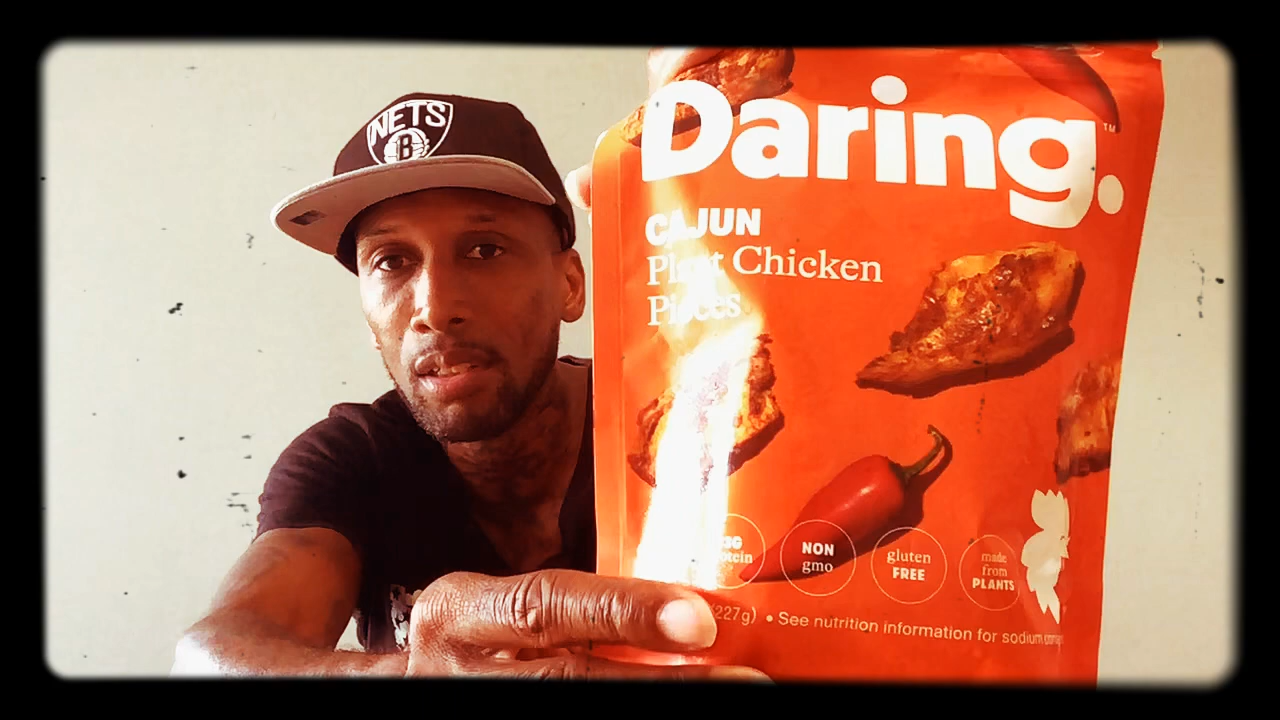 NETS
B
Daring.
TM
CAJUN
Plant Chicken
Pieces
NON
gmo
gluten
FREE
made
from
PLANTS
(227g) • See nutrition information for sodium